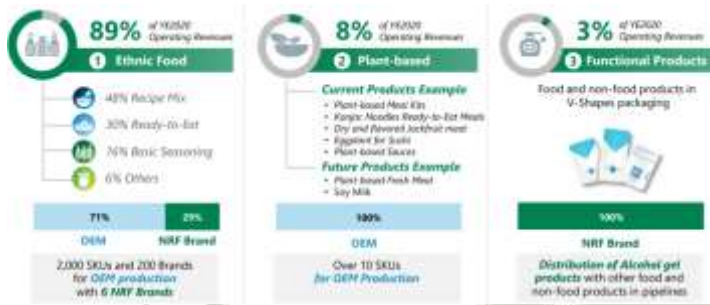 89% of YE2020
Operating Revenues
1 Ethnic Food
48% Recipe Mix
30% Ready-to-Eat
16% Basic Seasoning
6% Others
71%
29%
OEM
NRF Brand
2,000 SKUs and 200 Brands
for OEM production
with 6 NRF Brands
8% of YE2020
Operating Revenues
2 Plant-based
Current Products Example
• Plant-based Meal Kits
• Konjac Noodles Ready-to-Eat Meals
• Dry and flavored Jackfruit meat
• Eggplant for Sushi
• Plant-based Sauces
Future Products Example
• Plant-based Fresh Meat
• Soy Milk
100%
OEM
Over 10 SKUs
for OEM Production
3% of YE2020
Operating Revenues
3 Functional Products
Food and non-food products in
V-Shapes packaging
100%
NRF Brand
Distribution of Alcohol gel
products with other food and
non-food products in pipelines